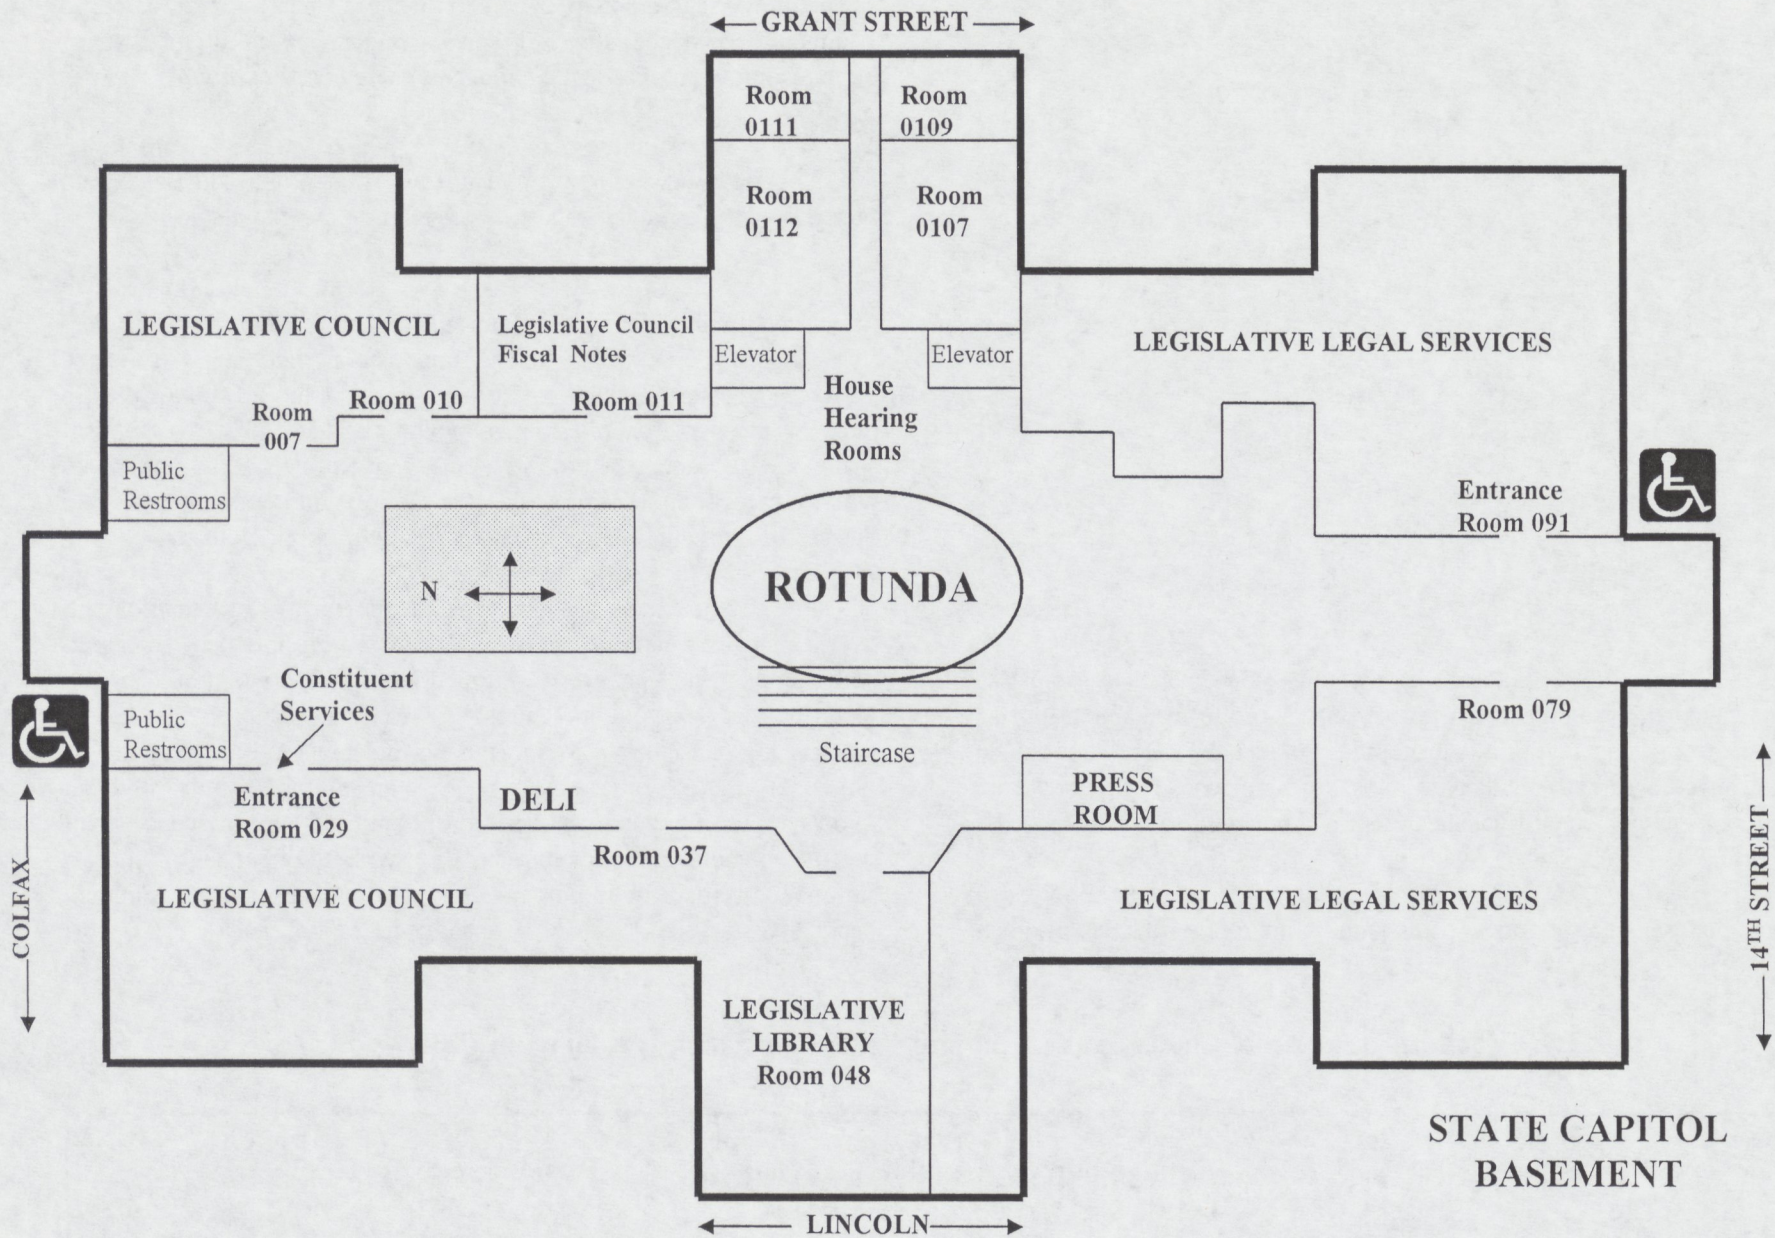 GRANT STREET
Room
0111
Room
0109
Room
0112
Room
0107
LEGISLATIVE COUNCIL
Legislative Council
Fiscal Notes
Elevator
Elevator
LEGISLATIVE LEGAL SERVICES
House
Hearing
Rooms
Room
007
Room 010
Room 011
Public
Restrooms
Entrance
Room 091
N
ROTUNDA
Constituent
Services
Public
Restrooms
Staircase
Room 079
Entrance
Room 029
DELI
Room 037
PRESS
ROOM
COLFAX
LEGISLATIVE COUNCIL
LEGISLATIVE LEGAL SERVICES
14TH STREET
LEGISLATIVE
LIBRARY
Room 048
STATE CAPITOL
BASEMENT
LINCOLN